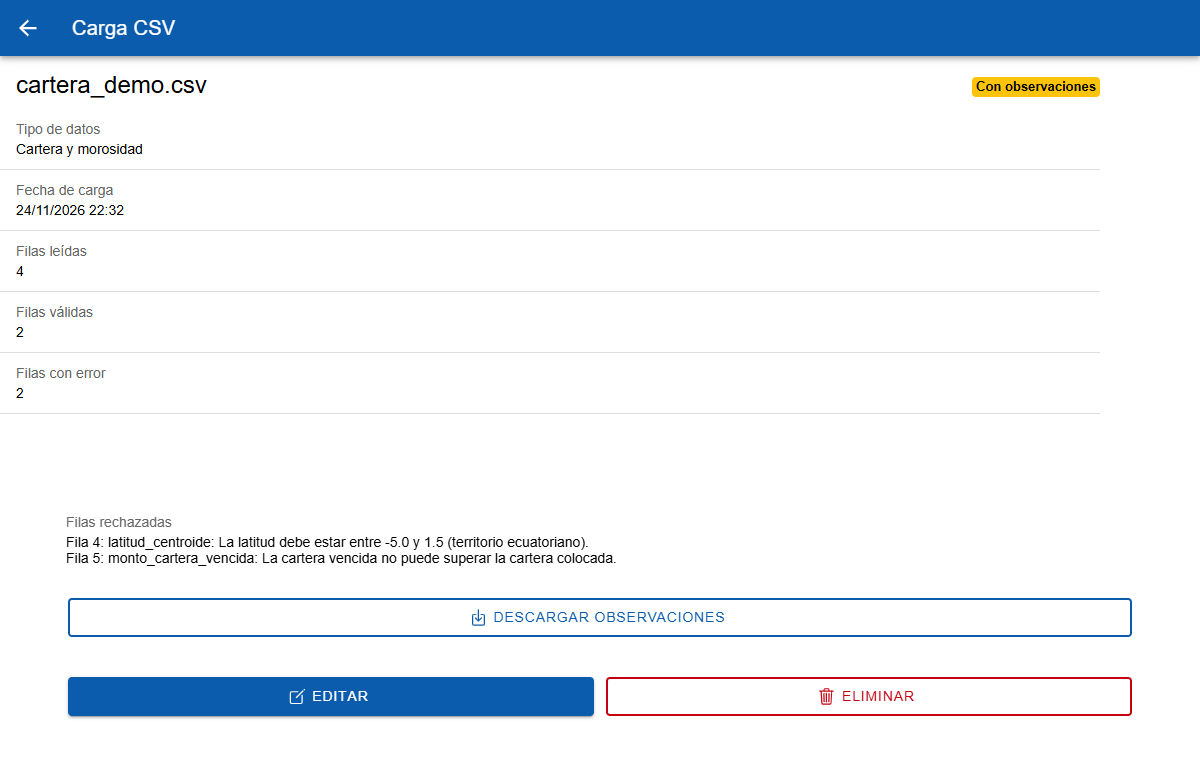 Carga CSV
cartera_demo.csv
Con observaciones
Tipo de datos
Cartera y morosidad
Fecha de carga
24/11/2026 22:32
Filas leídas
4
Filas válidas
2
Filas con error
2
Filas rechazadas
Fila 4: latitud_centroide: La latitud debe estar entre -5.0 y 1.5 (territorio ecuatoriano).
Fila 5: monto_cartera_vencida: La cartera vencida no puede superar la cartera colocada.
DESCARGAR OBSERVACIONES
EDITAR
ELIMINAR